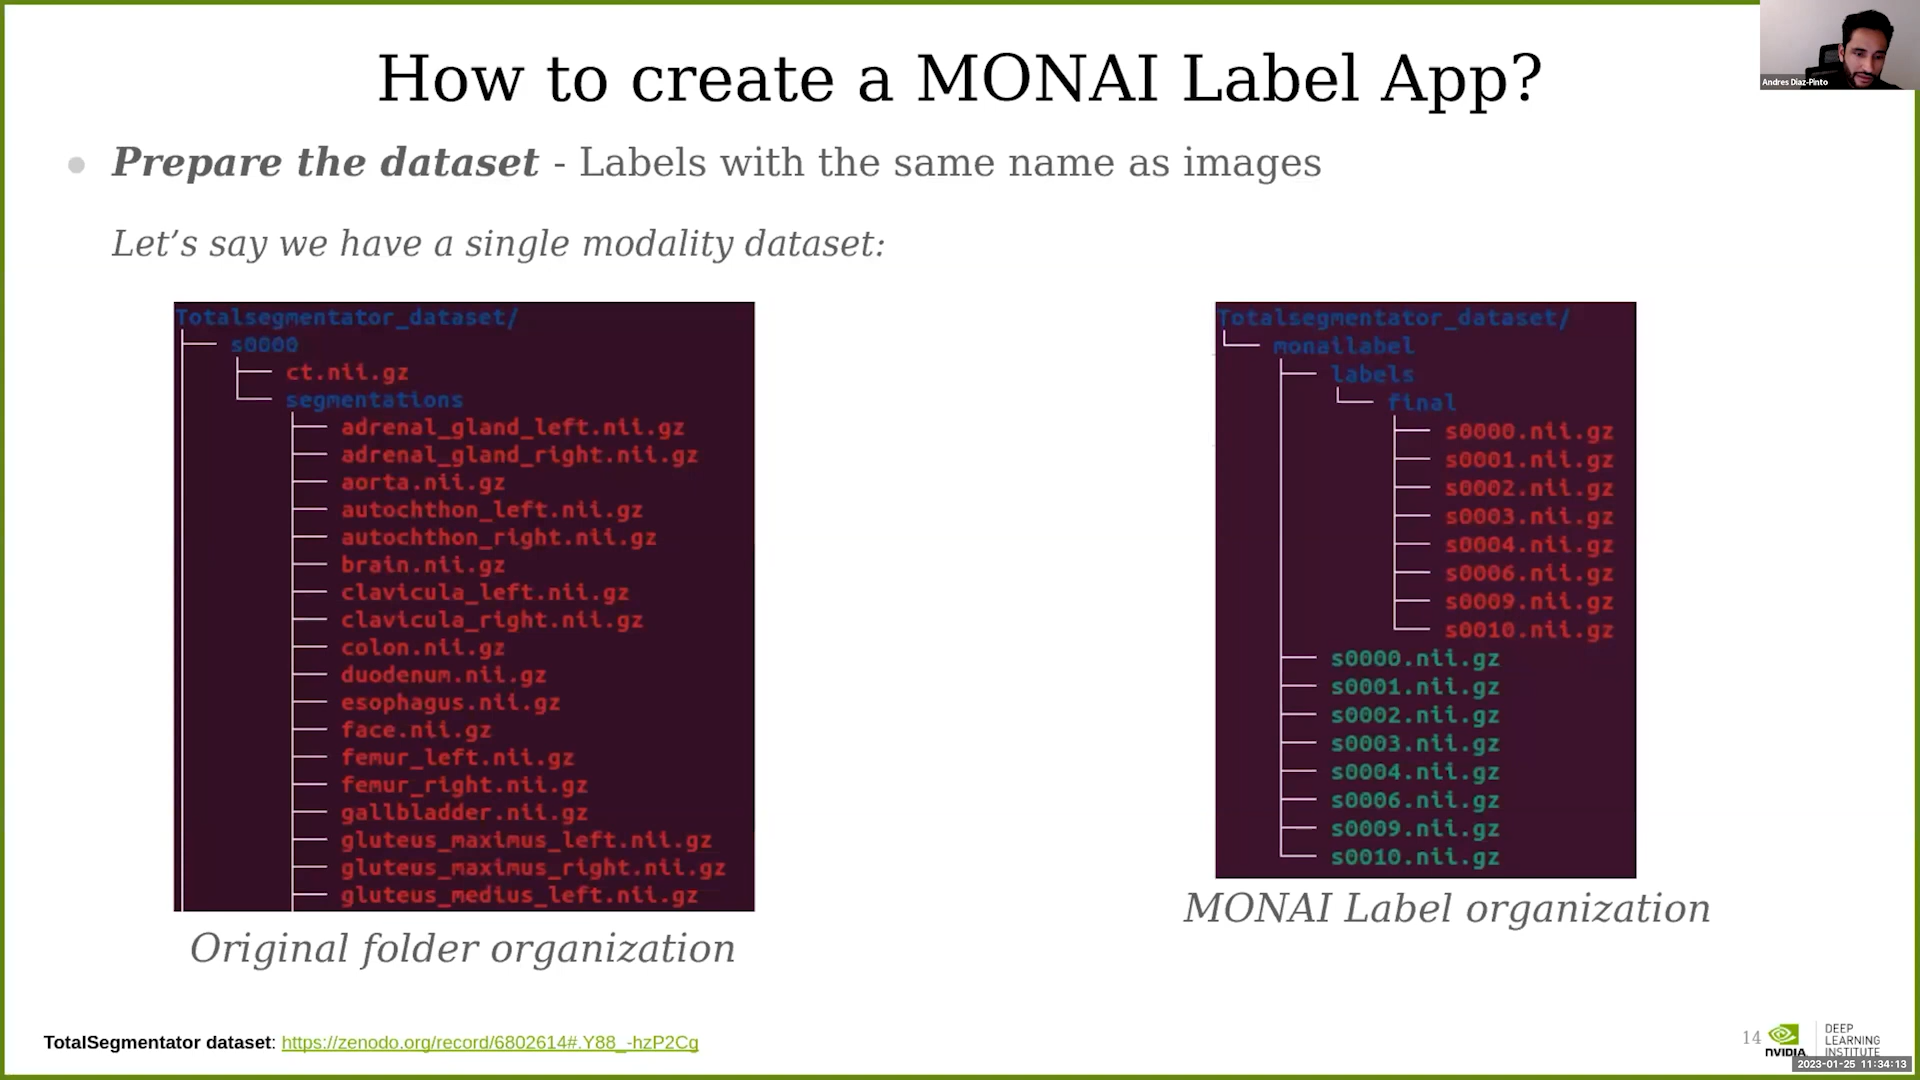 How to create a MONAI Label App?
Andres Diaz-Pinto
Prepare the dataset - Labels with the same name as images
Let's say we have a single modality dataset:
Totalsegmentator_dataset/
s0000
ct.nii.gz
segmentations
adrenal_gland_left.nii.gz
adrenal_gland_right.nii.gz
aorta.nii.gz
autochthon_left.nii.gz
autochthon_right.nii.gz
brain.nii.gz
clavicula_left.nii.gz
clavicula_right.nii.gz
colon.nii.gz
duodenum.nii.gz
esophagus.nii.gz
face.nii.gz
femur_left.nii.gz
femur_right.nii.gz
gallbladder.nii.gz
gluteus_maximus_left.nii.gz
gluteus_maximus_right.nii.gz
gluteus_medius_left.nii.gz
Original folder organization
Totalsegmentator_dataset/
monailabel
labels
final
s0000.nii.gz
s0001.nii.gz
s0002.nii.gz
s0003.nii.gz
s0004.nii.gz
s0006.nii.gz
s0009.nii.gz
s0010.nii.gz
s0000.nii.gz
s0001.nii.gz
s0002.nii.gz
s0003.nii.gz
s0004.nii.gz
s0006.nii.gz
s0009.nii.gz
s0010.nii.gz
MONAI Label organization
TotalSegmentator dataset: https://zenodo.org/record/6802614#.Y88_-hzP2Cg
14
NVIDIA
DEEP
LEARNING
INSTITUTE
2023-01-25 11:34:13